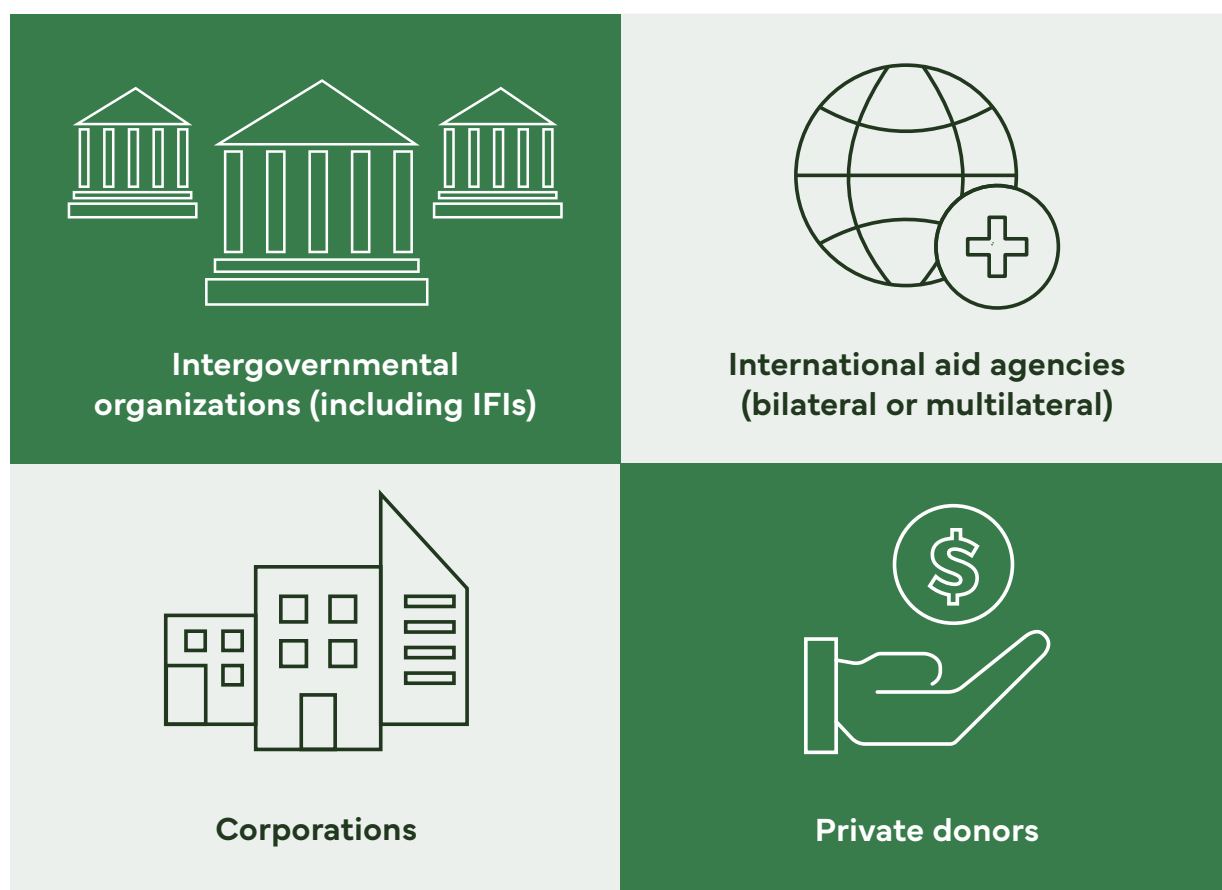 Intergovernmental
organizations (including IFIs)
International aid agencies
(bilateral or multilateral)
$
Corporations
Private donors